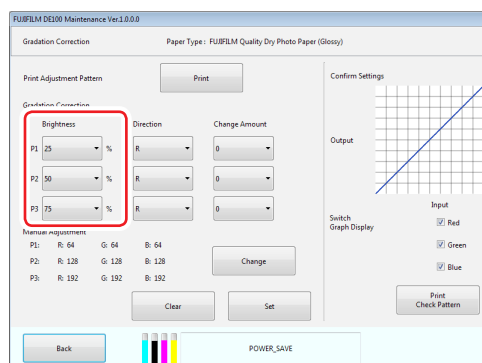 FUJIFILM DE100 Maintenance Ver.1.0.0.0
Gradation Correction Paper Type : FUJIFILM Quality Dry Photo Paper (Glossy)
Print Adjustment Pattern Print Confirm Settings
Gradation Correction
Brightness Direction Change Amount
P1 25 % R 0
Output
P2 50 % R 0
P3 75 % R 0
Input
Switch
Graph Display
Red
Manual Adjustment
P1: R: 64 G: 64 B: 64
Green
P2: R: 128 G: 128 B: 128 Change
Blue
P3: R: 192 G: 192 B: 192
Clear Set Print
Check Pattern
Back POWER_SAVE